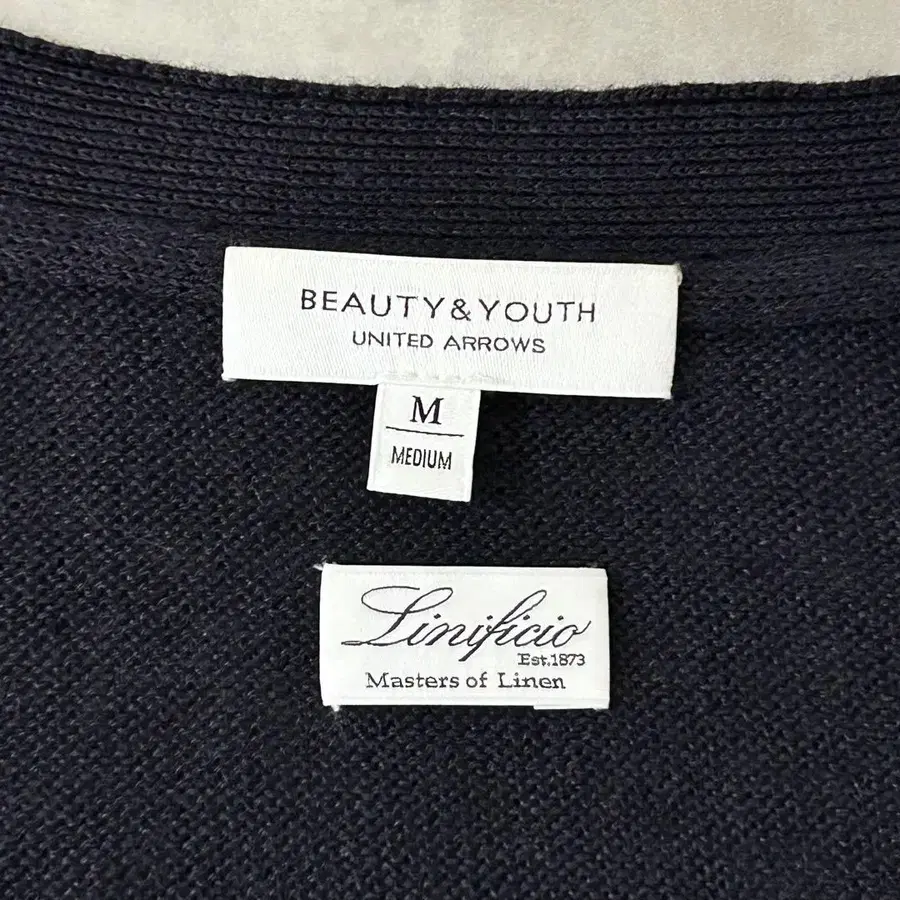 BEAUTY&YOUTH
UNITED ARROWS
M
MEDIUM
Linificio
Est.1873
Masters of Linen